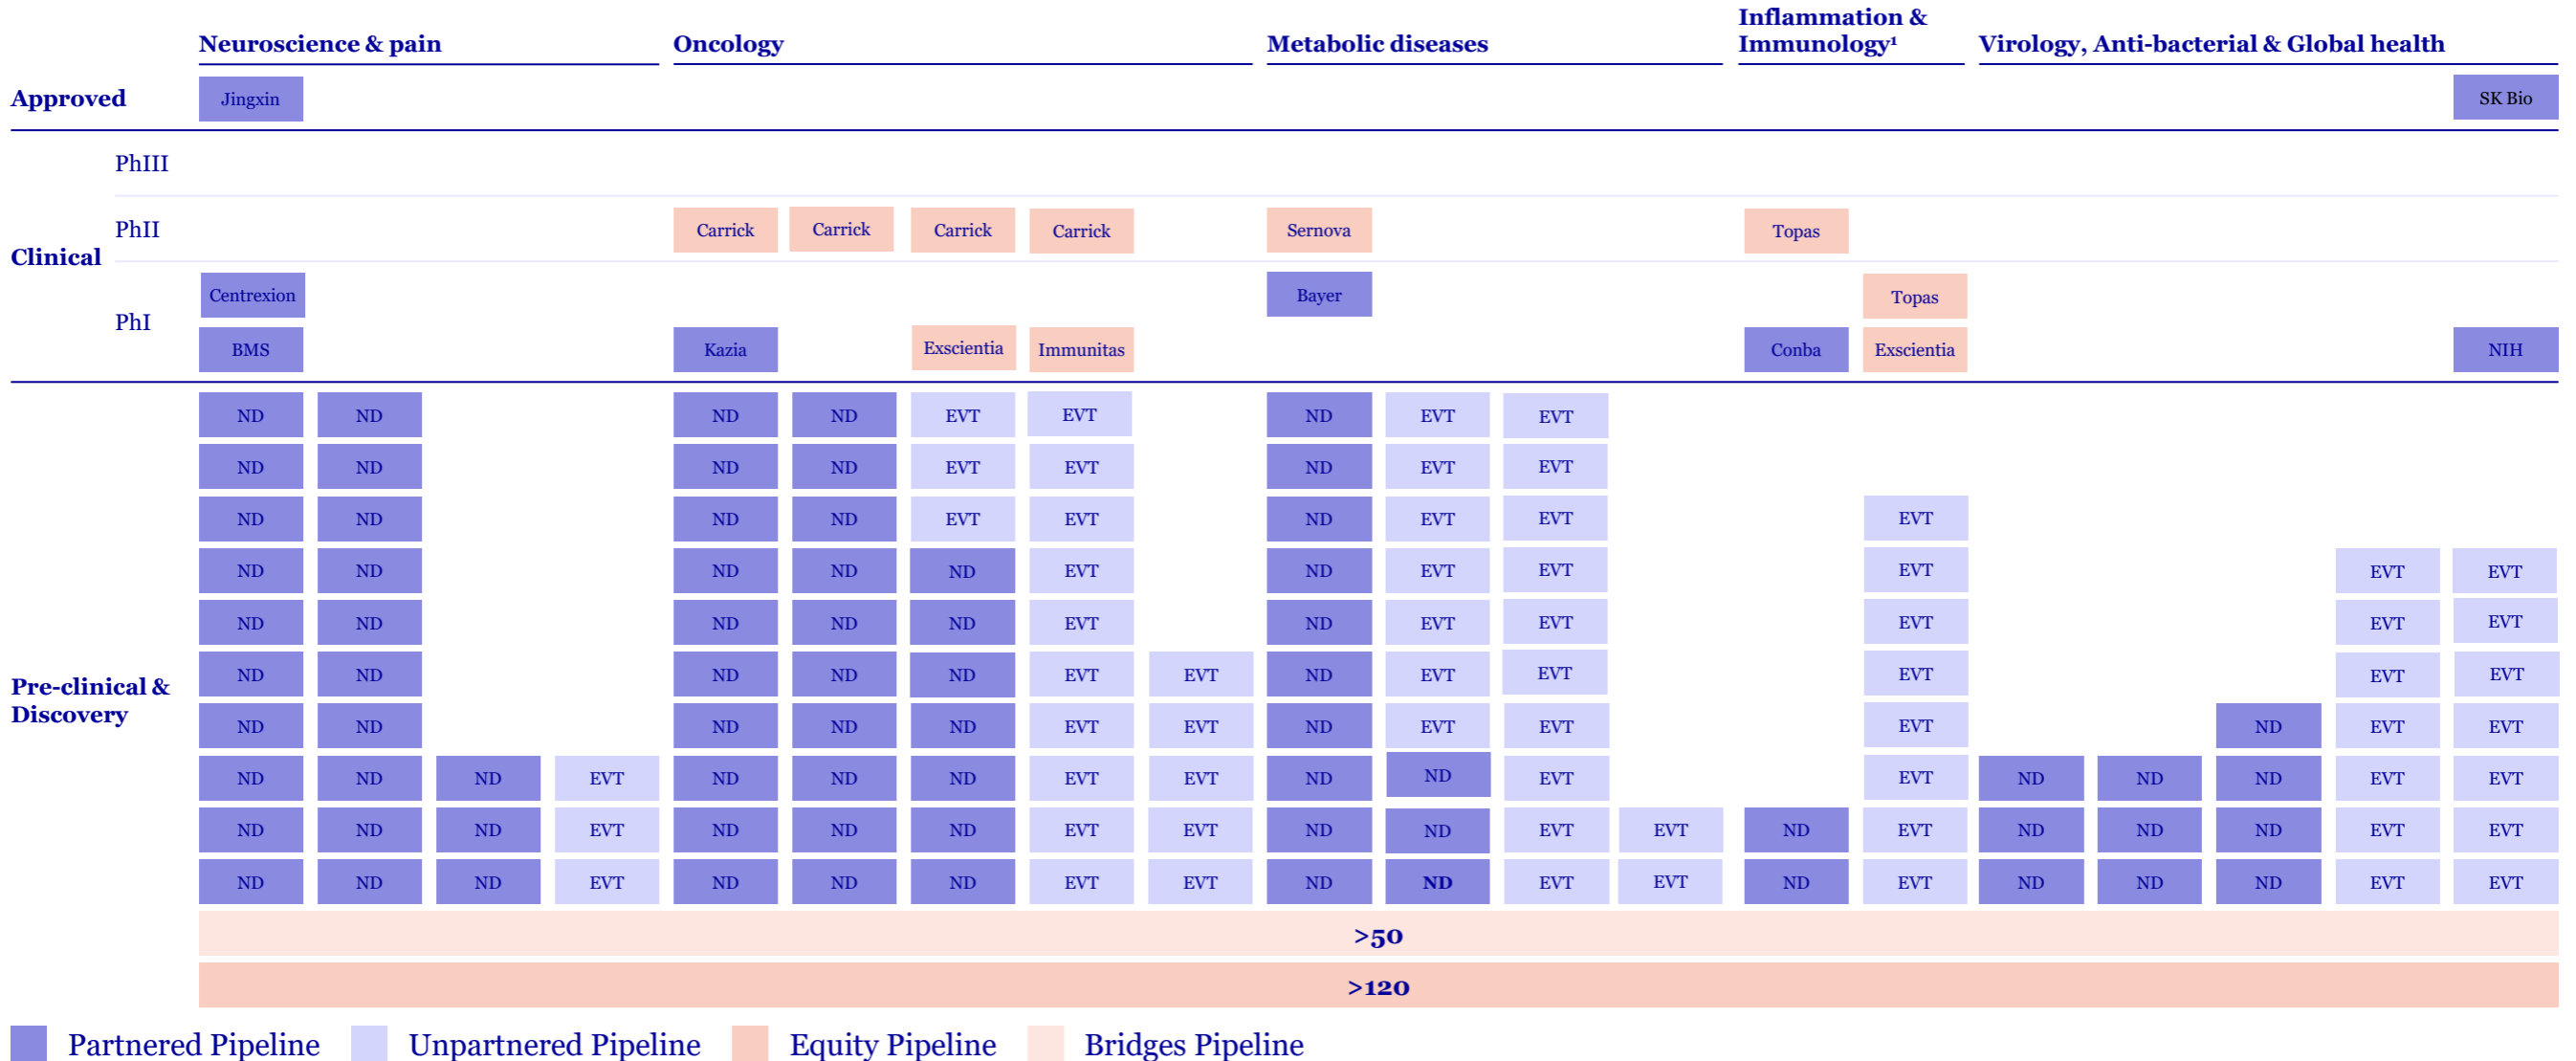 Neuroscience & pain
Oncology
Metabolic diseases
Inflammation &
Immunology¹
Virology, Anti-bacterial & Global health
Approved
Jingxin
SK Bio
PhIII
Clinical
PhII
Carrick Carrick Carrick Carrick Sernova Topas
PhI
Centrexion Bayer Topas
BMS Kazia Exscientia Immunitas Conba Exscientia NIH
Pre-clinical &
Discovery
ND ND ND ND EVT EVT ND EVT EVT
ND ND ND ND EVT EVT ND EVT EVT
ND ND ND ND EVT EVT ND EVT EVT EVT
ND ND ND ND ND EVT ND EVT EVT EVT EVT EVT
ND ND ND ND ND EVT ND EVT EVT EVT EVT EVT
ND ND ND ND ND EVT EVT ND EVT EVT EVT EVT EVT
ND ND ND ND ND EVT EVT ND EVT EVT EVT ND EVT EVT
ND ND ND EVT ND ND ND EVT EVT ND ND EVT EVT ND ND ND EVT EVT
ND ND ND EVT ND ND ND EVT EVT ND ND EVT EVT ND EVT ND ND ND EVT EVT
ND ND ND EVT ND ND ND EVT EVT ND ND EVT EVT ND EVT ND ND ND EVT EVT
>50
>120
Partnered Pipeline Unpartnered Pipeline Equity Pipeline Bridges Pipeline